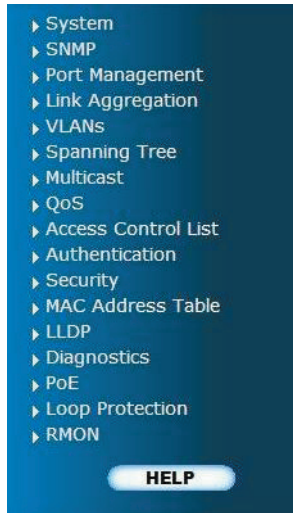 System
SNMP
Port Management
Link Aggregation
VLANs
Spanning Tree
Multicast
QoS
Access Control List
Authentication
Security
MAC Address Table
LLDP
Diagnostics
PoE
Loop Protection
RMON
HELP